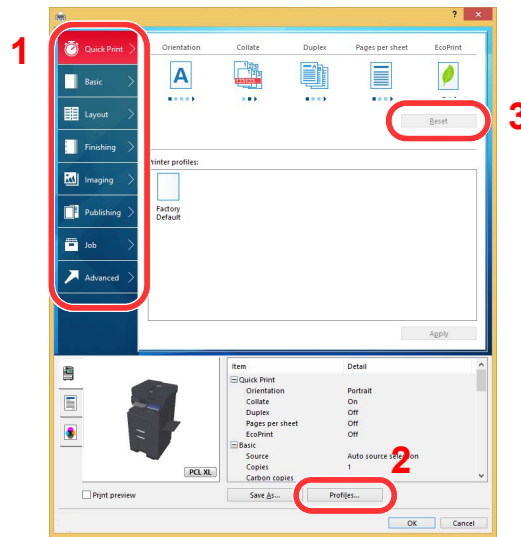 ?
1
Quick Print
Orientation Collate Duplex Pages per sheet EcoPrint
A
123123...
Basic
Layout
Reset
3
Finishing
Printer profiles:
Imaging
Publishing
Factory
Default
Job
Advanced
Apply
Item Detail
Quick Print
Orientation Portrait
Collate On
Duplex Off
Pages per sheet Off
EcoPrint Off
Basic
Source Auto source selection
2
Copies 1
Carbon copies
PCL XL
Print preview
Save As...
Profiles...
OK
Cancel